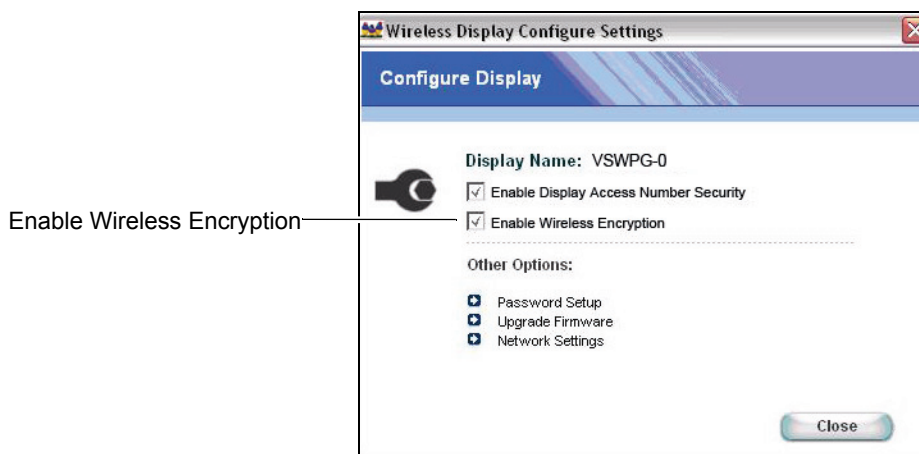 Wireless Display Configure Settings
Configure Display
Display Name: VSWPG-0
Enable Display Access Number Security
Enable Wireless Encryption
Enable Wireless Encryption
Other Options:
Password Setup
Upgrade Firmware
Network Settings
Close